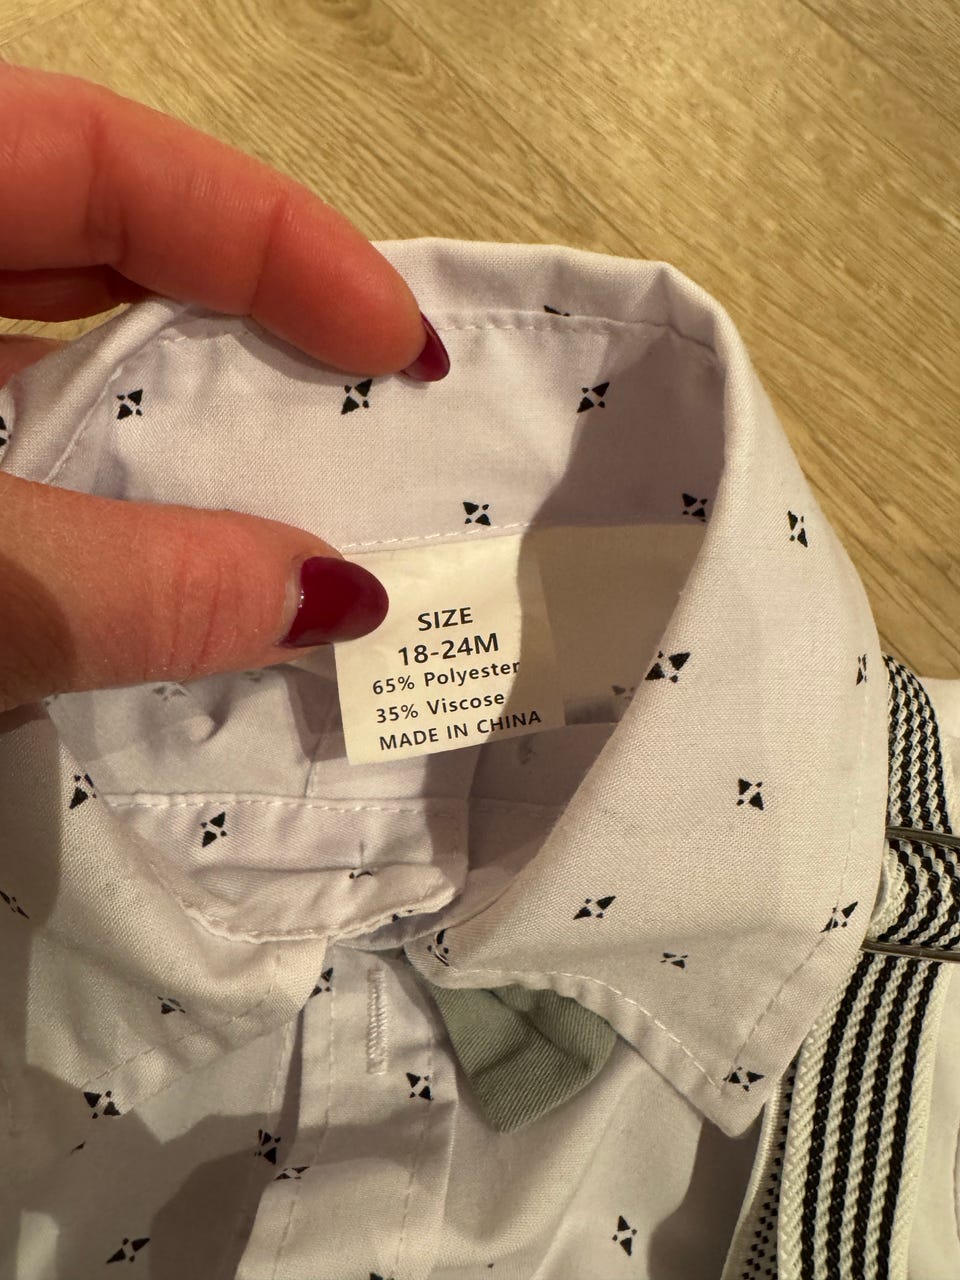 SIZE
18-24M
65% Polyester
35% Viscose
MADE IN CHINA